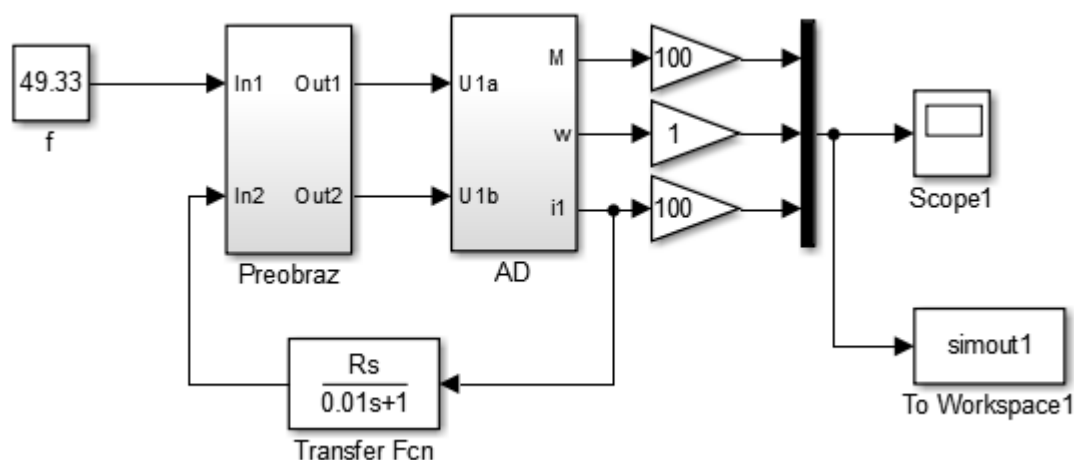 49.33
f
In1
Out1
In2
Out2
Preobraz
U1a
M
w
U1b
i1
AD
100
1
100
Scope1
simout1
To Workspace1
Rs
0.01s+1
Transfer Fcn